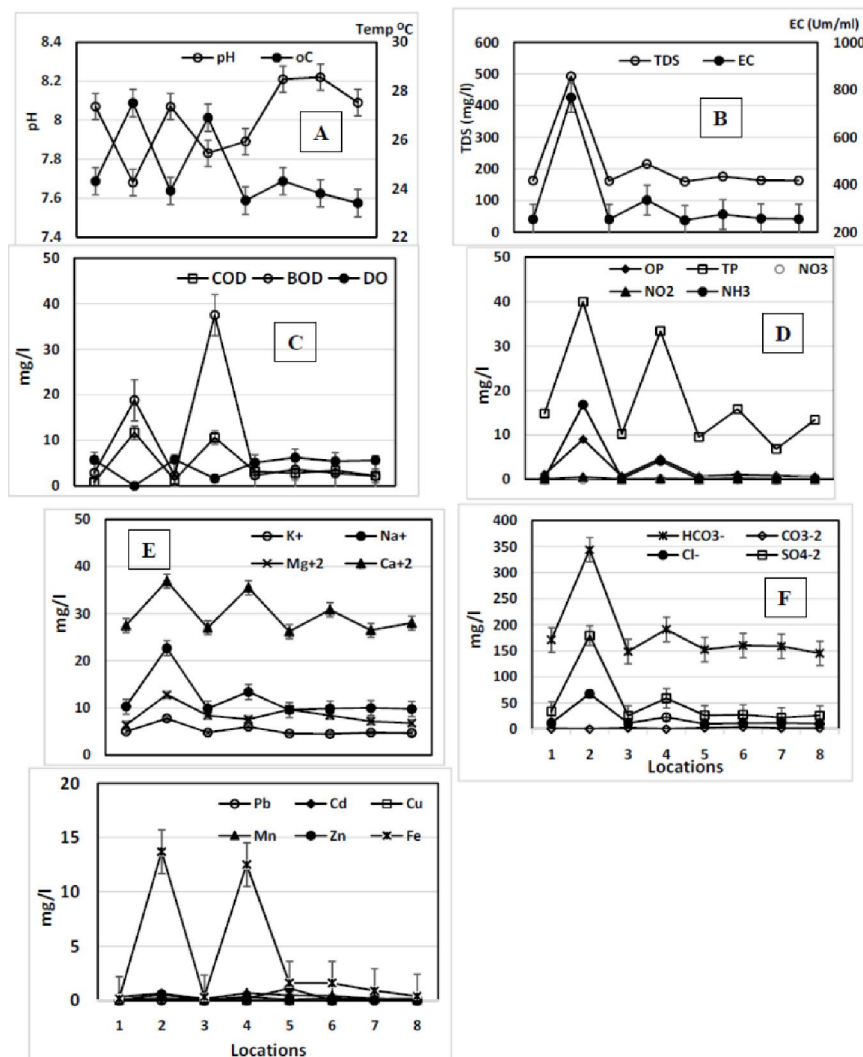 Temp ᴼC
8.4
8.2
8
7.8
7.6
7.4
pH
pH
oC
30
28
26
24
22
A
EC (Um/ml)
600
500
400
300
200
100
0
TDS (mg/l)
TDS
EC
1000
800
600
400
200
B
50
40
30
20
10
0
mg/l
COD
BOD
DO
C
50
40
30
20
10
0
mg/l
OP
TP
NO3
NO2
NH3
D
50
40
30
20
10
0
mg/l
E
K+
Na+
Mg+2
Ca+2
400
350
300
250
200
150
100
50
0
mg/l
HCO3-
CO3-2
Cl-
SO4-2
F
1 2 3 4 5 6 7 8
Locations
20
15
10
5
0
mg/l
Pb
Cd
Cu
Mn
Zn
Fe
1 2 3 4 5 6 7 8
Locations